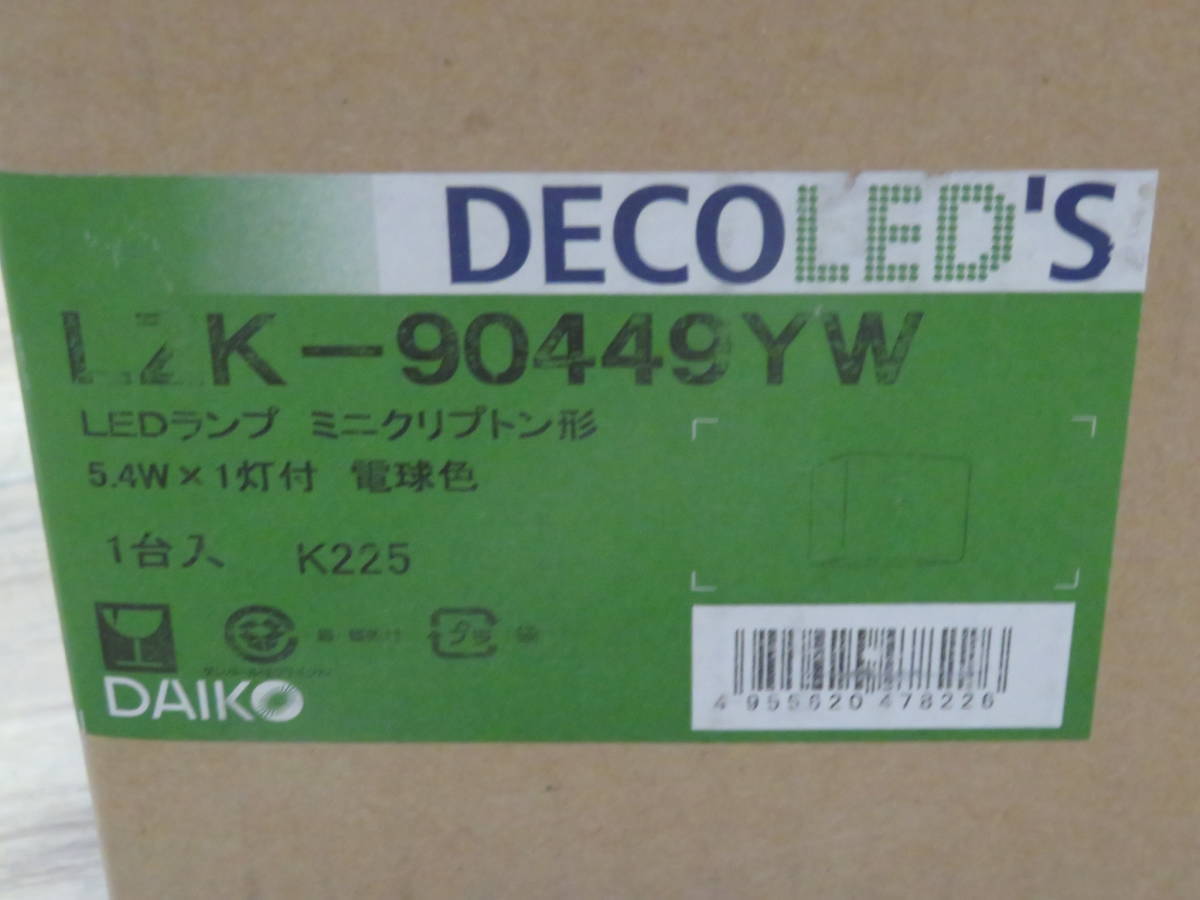 DECOLED'S
LZK-90449YW
LEDランプ ミニクリプトン形
5.4W×1灯付 電球色
1台入 K225
DAIKO
4 955620 478226